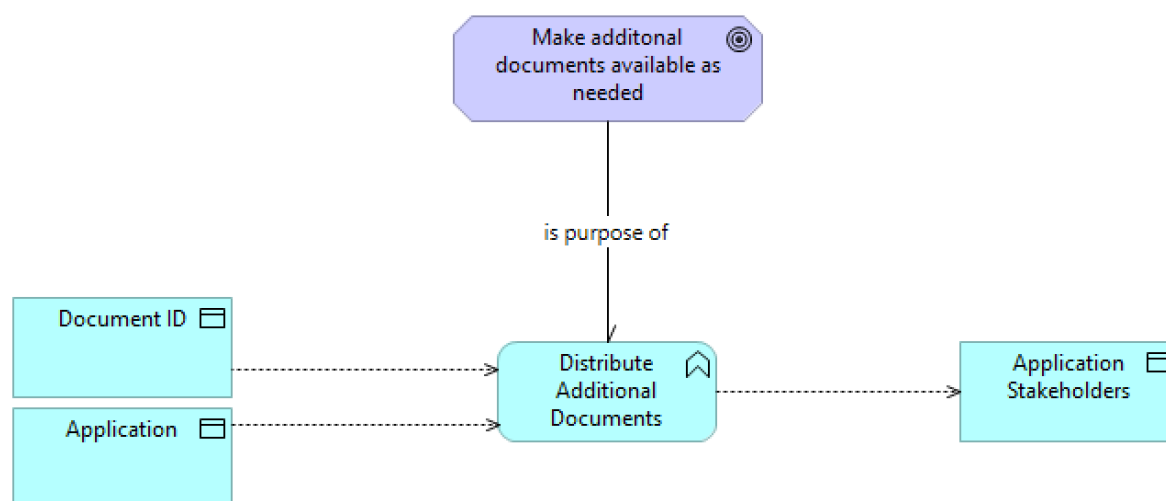 Make additonal
documents available as
needed
is purpose of
Document ID
Application
Distribute
Additional
Documents
Application
Stakeholders